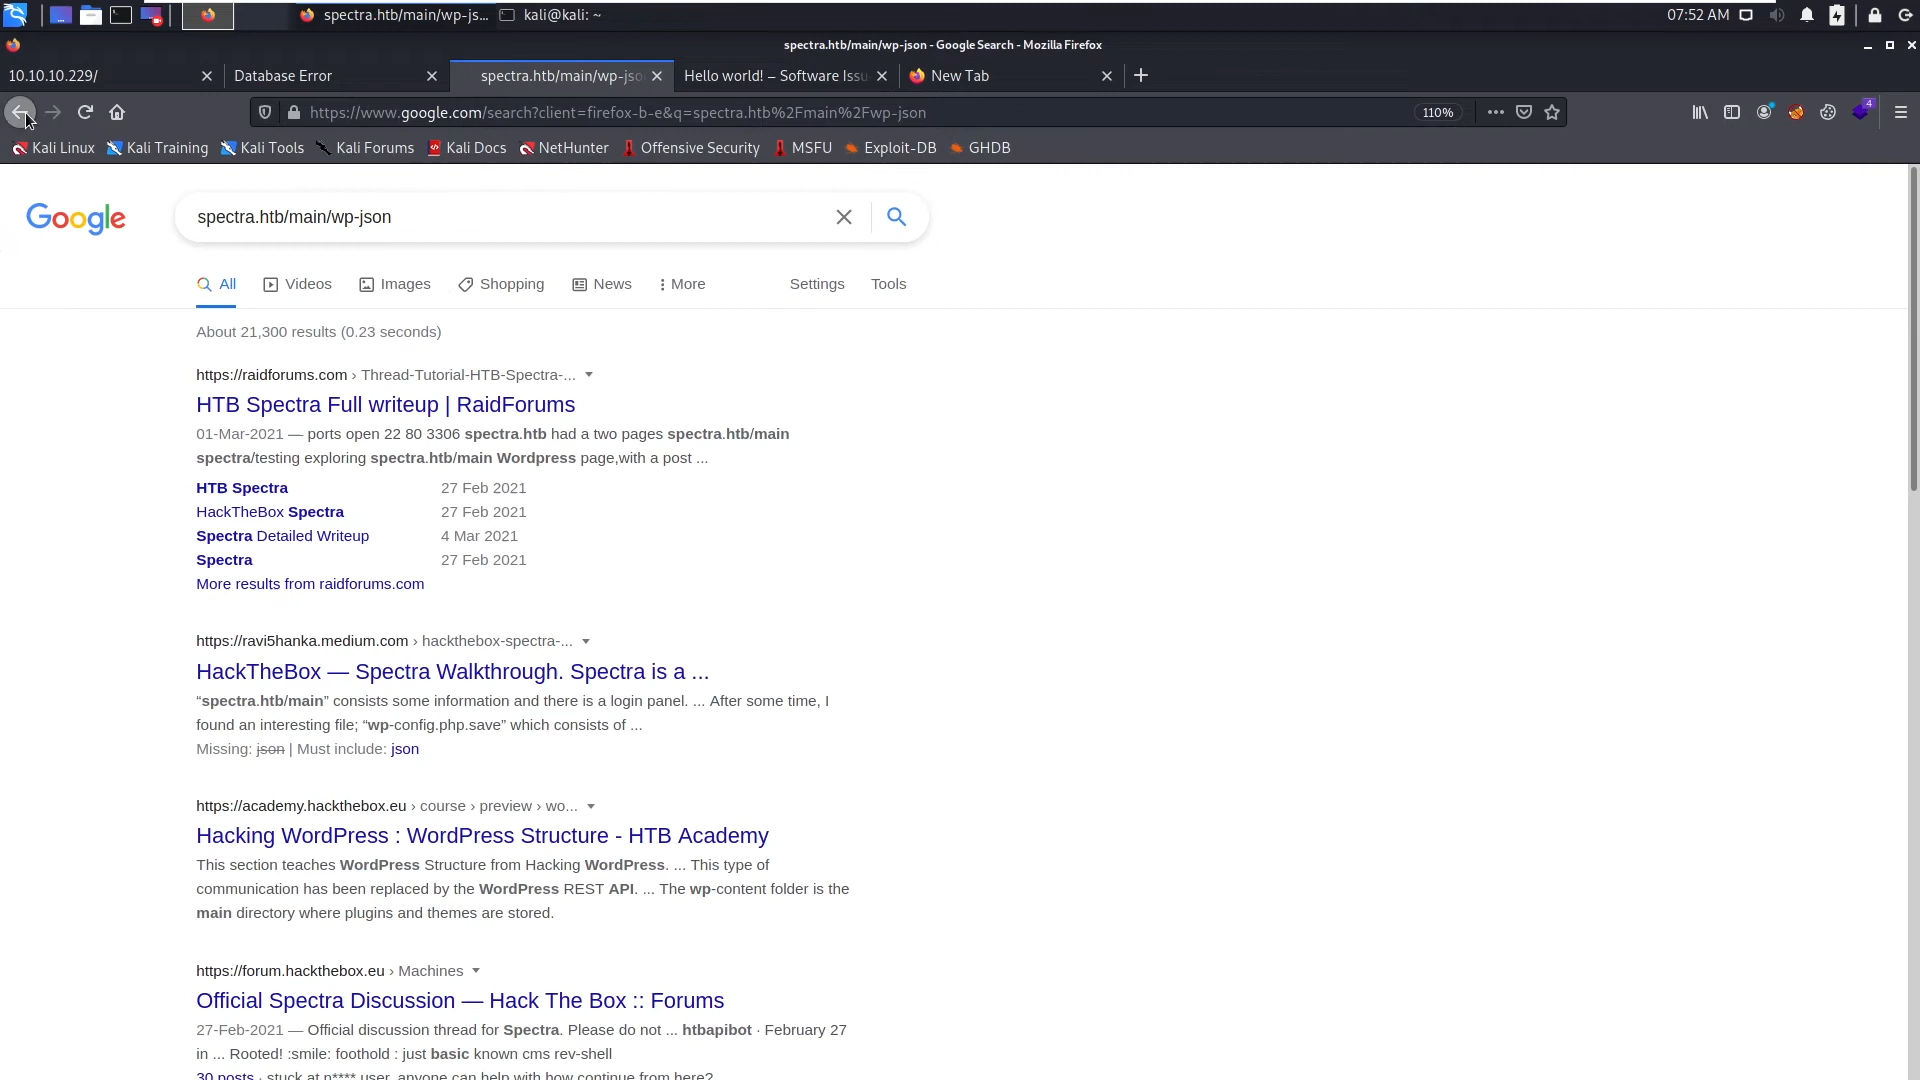 spectra.htb/main/wp-js... kali@kali: ~ 07:52 AM
spectra.htb/main/wp-json - Google Search - Mozilla Firefox
10.10.10.229/ Database Error spectra.htb/main/wp-jso Hello world! – Software Issu New Tab
https://www.google.com/search?client=firefox-b-e&q=spectra.htb%2Fmain%2Fwp-json 110% 4
Kali Linux Kali Training Kali Tools Kali Forums Kali Docs NetHunter Offensive Security MSFU Exploit-DB GHDB
Google spectra.htb/main/wp-json
All Videos Images Shopping News More Settings Tools
About 21,300 results (0.23 seconds)
https://raidforums.com › Thread-Tutorial-HTB-Spectra-...
HTB Spectra Full writeup | RaidForums
01-Mar-2021 — ports open 22 80 3306 spectra.htb had a two pages spectra.htb/main
spectra/testing exploring spectra.htb/main Wordpress page,with a post ...
HTB Spectra 27 Feb 2021
HackTheBox Spectra 27 Feb 2021
Spectra Detailed Writeup 4 Mar 2021
Spectra 27 Feb 2021
More results from raidforums.com
https://ravi5hanka.medium.com › hackthebox-spectra-...
HackTheBox — Spectra Walkthrough. Spectra is a ...
“spectra.htb/main” consists some information and there is a login panel. ... After some time, I
found an interesting file; “wp-config.php.save” which consists of ...
Missing: json | Must include: json
https://academy.hackthebox.eu › course › preview › wo...
Hacking WordPress : WordPress Structure - HTB Academy
This section teaches WordPress Structure from Hacking WordPress. ... This type of
communication has been replaced by the WordPress REST API. ... The wp-content folder is the
main directory where plugins and themes are stored.
https://forum.hackthebox.eu › Machines
Official Spectra Discussion — Hack The Box :: Forums
27-Feb-2021 — Official discussion thread for Spectra. Please do not ... htbapibot · February 27
in ... Rooted! :smile: foothold : just basic known cms rev-shell
30 posts · stuck at n**** user, anyone can help with how continue from here?